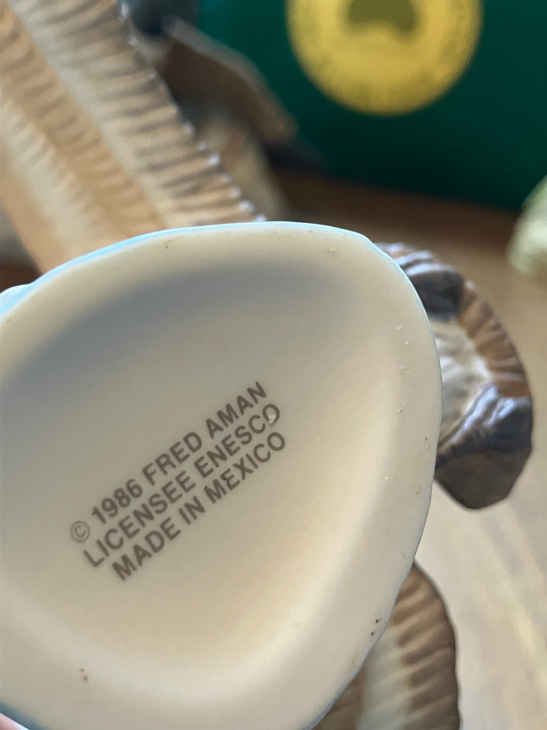 © 1986 FRED AMAN
LICENSEE ENESCO
MADE IN MEXICO